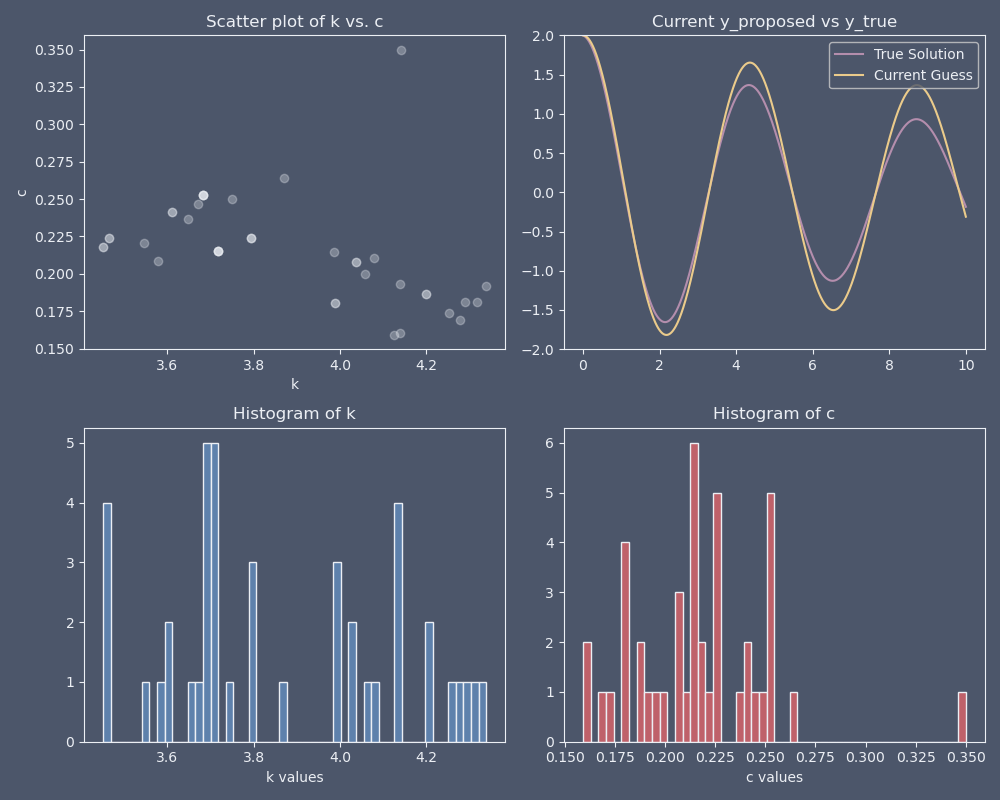 Scatter plot of k vs. c
0.350
0.325
0.300
0.275
0.250
0.225
0.200
0.175
0.150
c
3.6 3.8 4.0 4.2
k
Current y_proposed vs y_true
True Solution
Current Guess
2.0
1.5
1.0
0.5
0.0
−0.5
−1.0
−1.5
−2.0
0 2 4 6 8 10
Histogram of k
5
4
3
2
1
0
3.6 3.8 4.0 4.2
k values
Histogram of c
6
5
4
3
2
1
0
0.150 0.175 0.200 0.225 0.250 0.275 0.300 0.325 0.350
c values